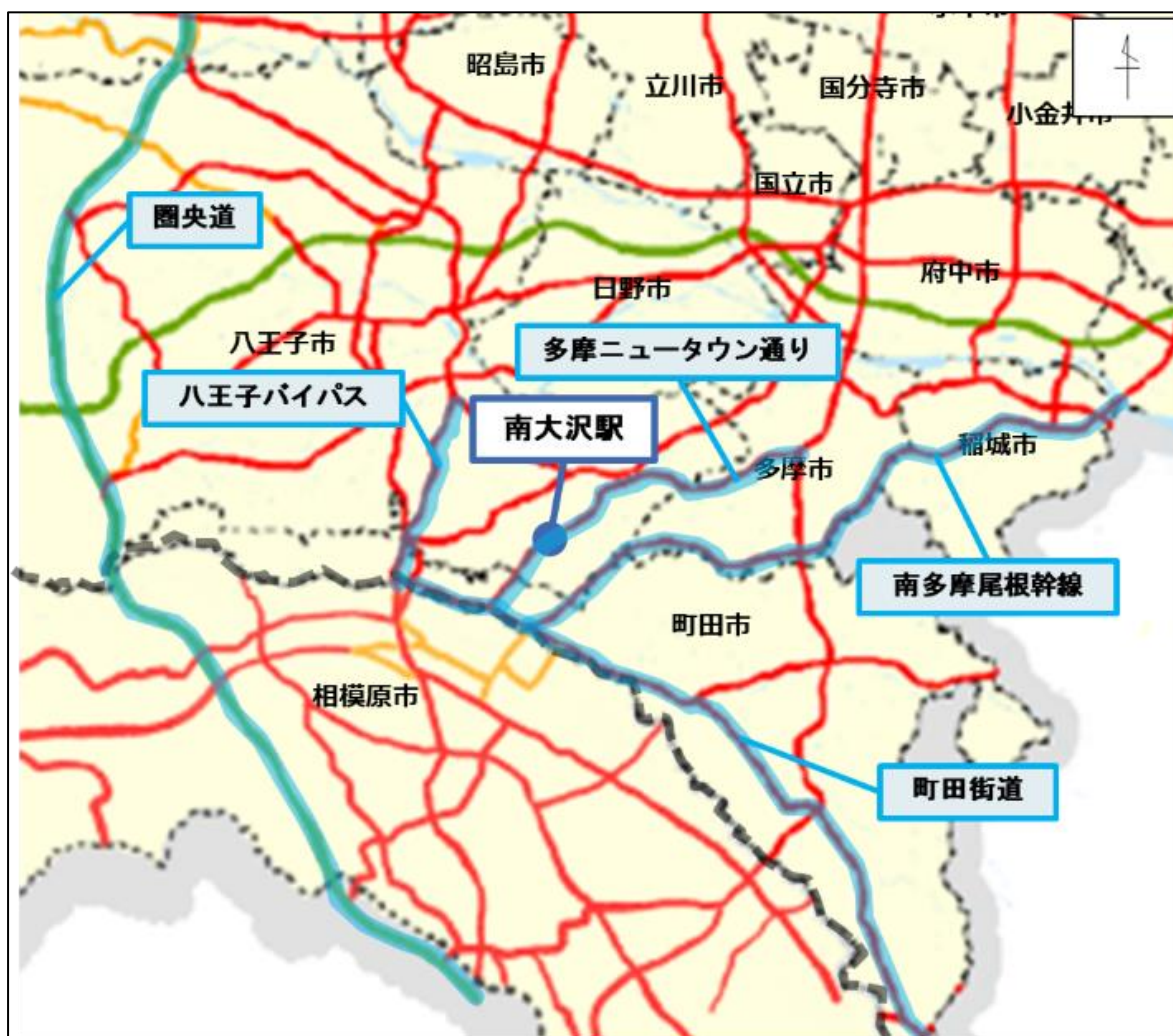 昭島市
立川市
国分寺市
小金井市
国立市
圏央道
府中市
日野市
八王子市
多摩ニュータウン通り
八王子バイパス
南大沢駅
稲城市
多摩市
南多摩尾根幹線
町田市
相模原市
町田街道